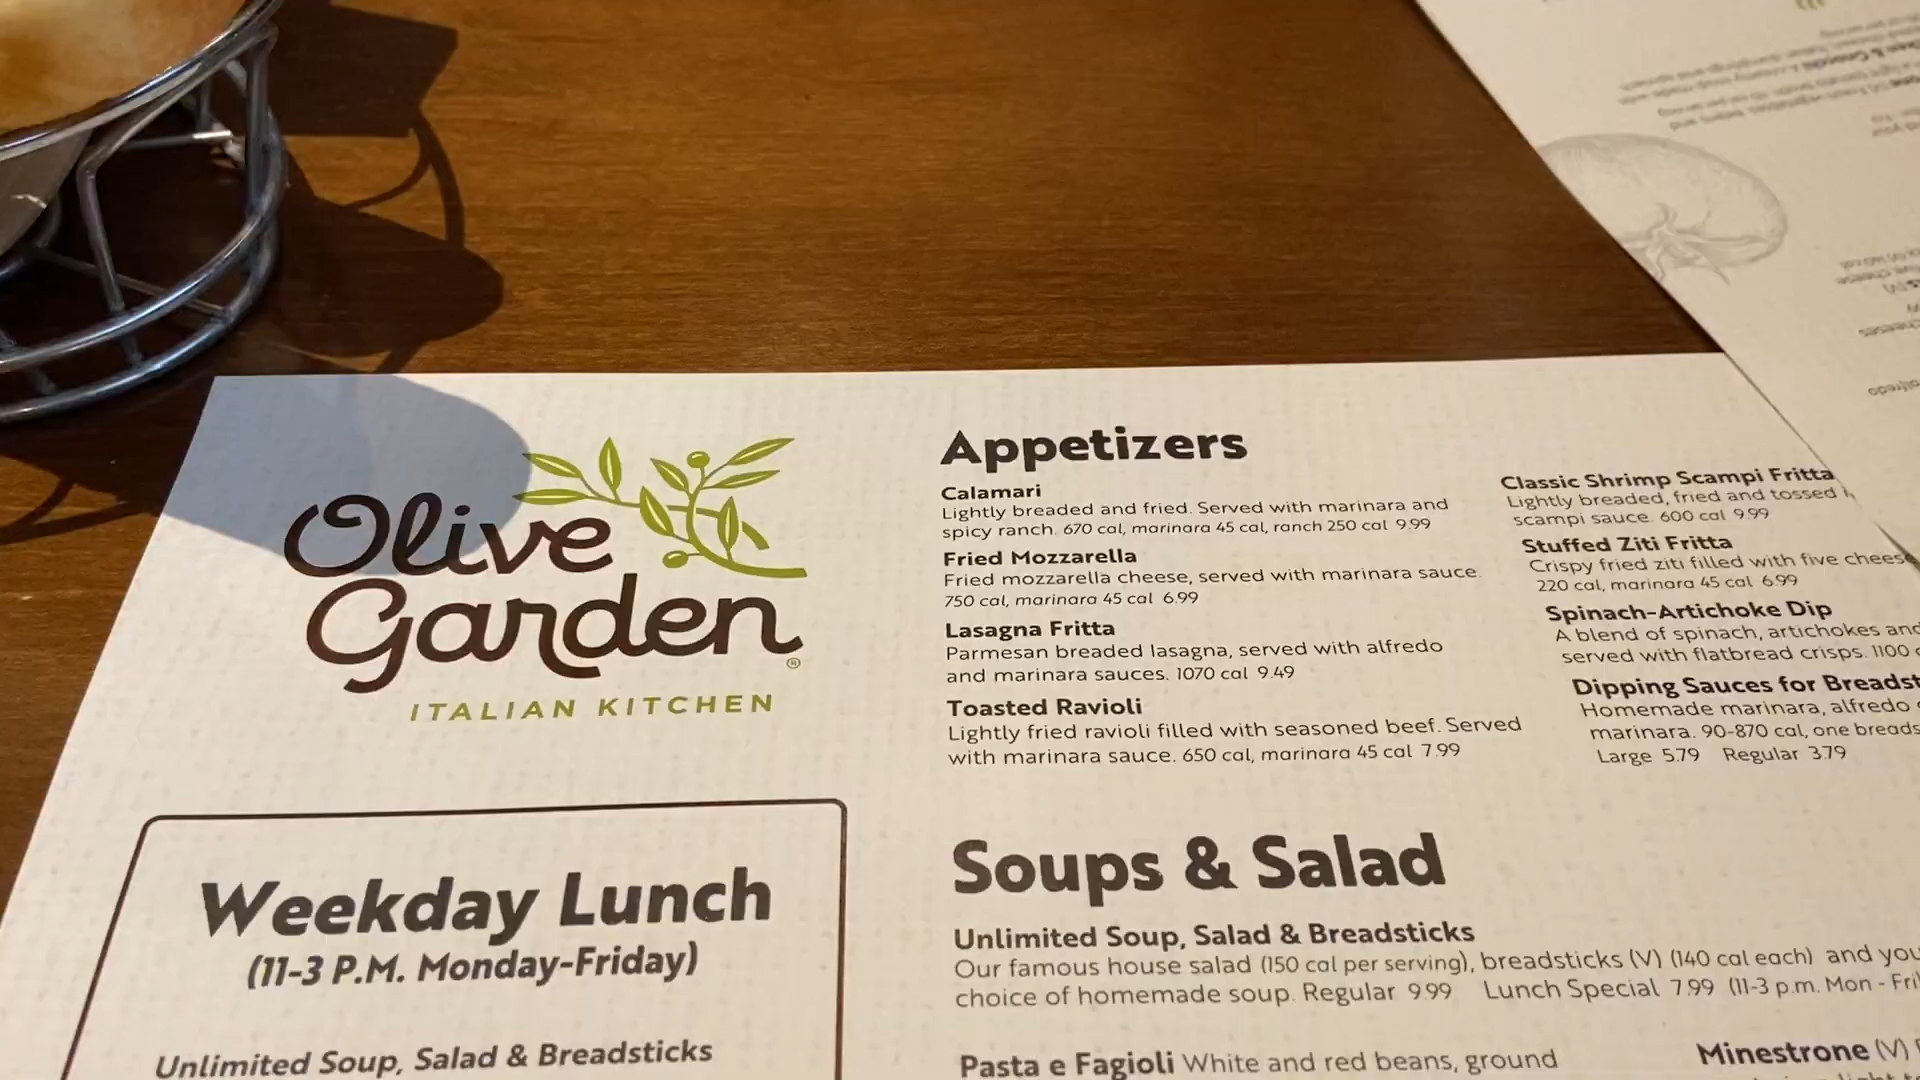 Olive
Garden
®
ITALIAN KITCHEN
Weekday Lunch
(11-3 P.M. Monday-Friday)
Unlimited Soup, Salad & Breadsticks
Appetizers
Calamari
Lightly breaded and fried. Served with marinara and
spicy ranch. 670 cal, marinara 45 cal, ranch 250 cal 9.99
Fried Mozzarella
Fried mozzarella cheese, served with marinara sauce.
750 cal, marinara 45 cal 6.99
Lasagna Fritta
Parmesan breaded lasagna, served with alfredo
and marinara sauces. 1070 cal 9.49
Toasted Ravioli
Lightly fried ravioli filled with seasoned beef. Served
with marinara sauce. 650 cal, marinara 45 cal 7.99
Classic Shrimp Scampi Fritta
Lightly breaded, fried and tossed
scampi sauce. 600 cal 9.99
Stuffed Ziti Fritta
Crispy fried ziti filled with five cheese
220 cal, marinara 45 cal 6.99
Spinach-Artichoke Dip
A blend of spinach, artichokes and
served with flatbread crisps. 1100
Dipping Sauces for
Homemade marinara, alfredo
marinara. 90-870 cal, one
Large 5.79 Regular 3.79
Soups & Salad
Unlimited Soup, Salad & Breadsticks
Our famous house salad (150 cal per serving), breadsticks (V) (140 cal each) and
choice of homemade soup. Regular 9.99 Lunch Special 7.99 (11-3 p.m. Mon - Fri
Pasta e Fagioli White and red beans, ground
Minestrone (V)
alfredo